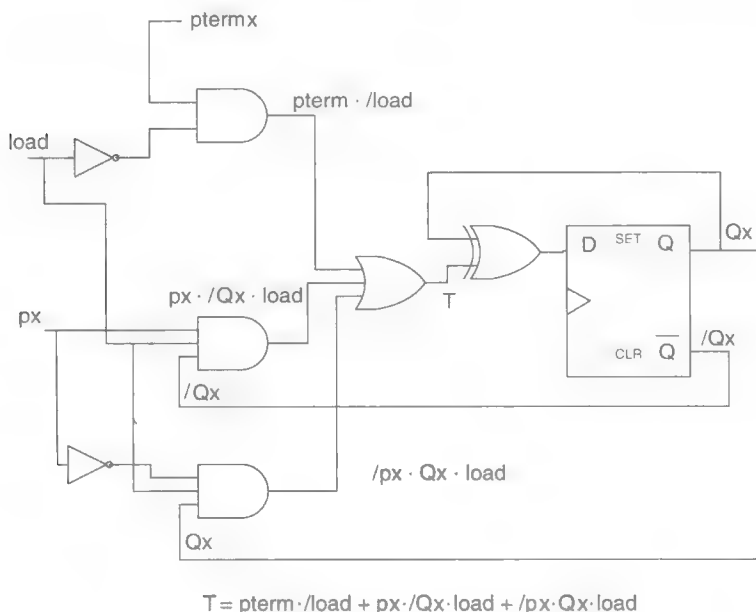 ptermx
pterm · /load
load
px · /Qx · load
px
/Qx
T
D SET Q
Qx
CLR Q̅
/Qx
/px · Qx · load
Qx
T = pterm·/load + px·/Qx·load + /px·Qx·load